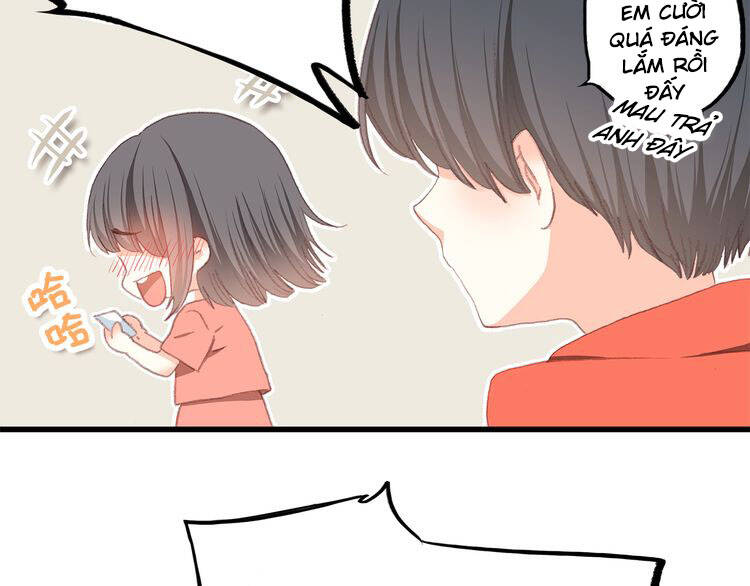 EM CƯỜI
QUÁ ĐÁNG
LẮM RỒI
ĐẤY
MAU TRẢ
ANH ĐÂY
哈
哈